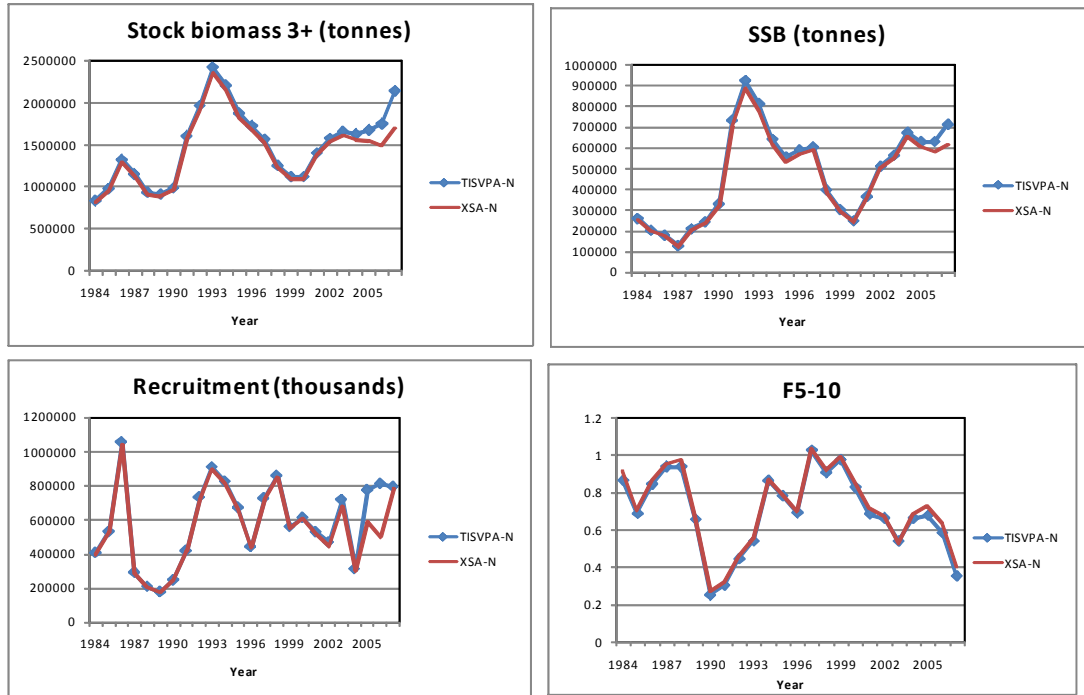 Stock biomass 3+ (tonnes)
2500000
2000000
1500000
1000000
500000
0
1984 1987 1990 1993 1996 1999 2002 2005
Year
TISVPA-N
XSA-N
SSB (tonnes)
1000000
900000
800000
700000
600000
500000
400000
300000
200000
100000
0
1984 1987 1990 1993 1996 1999 2002 2005
Year
TISVPA-N
XSA-N
Recruitment (thousands)
1200000
1000000
800000
600000
400000
200000
0
1984 1987 1990 1993 1996 1999 2002 2005
Year
TISVPA-N
XSA-N
F5-10
1.2
1
0.8
0.6
0.4
0.2
0
1984 1987 1990 1993 1996 1999 2002 2005
Year
TISVPA-N
XSA-N